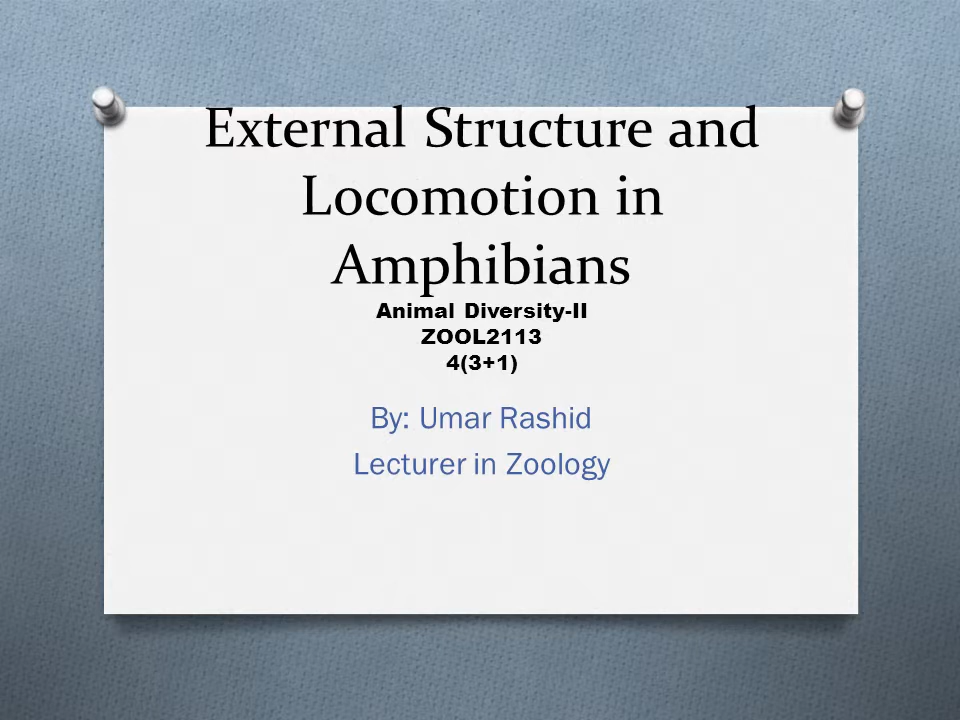 External Structure and
Locomotion in
Amphibians
Animal Diversity-II
ZOOL2113
4(3+1)
By: Umar Rashid
Lecturer in Zoology